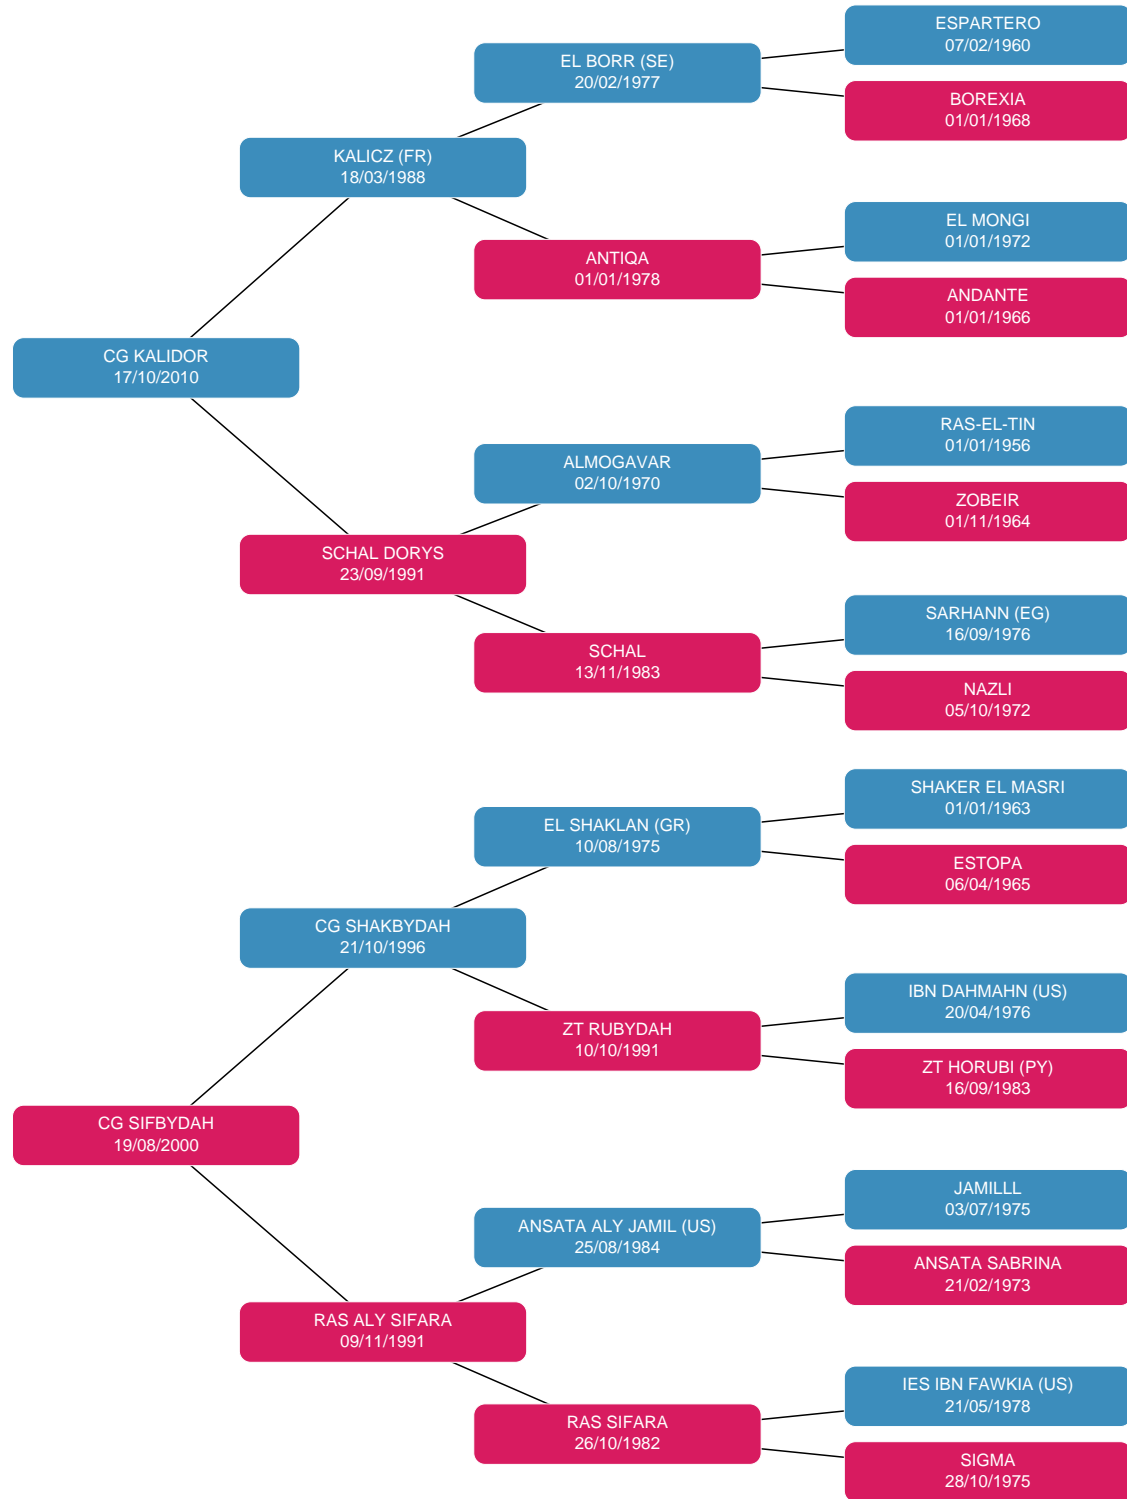 ESPARTERO
07/02/1960
EL BORR (SE)
20/02/1977
BOREXIA
01/01/1968
KALICZ (FR)
18/03/1988
EL MONGI
01/01/1972
ANTIQA
01/01/1978
ANDANTE
01/01/1966
CG KALIDOR
17/10/2010
RAS-EL-TIN
01/01/1956
ALMOGAVAR
02/10/1970
ZOBEIR
01/11/1964
SCHAL DORYS
23/09/1991
SARHANN (EG)
16/09/1976
SCHAL
13/11/1983
NAZLI
05/10/1972
SHAKER EL MASRI
01/01/1963
EL SHAKLAN (GR)
10/08/1975
ESTOPA
06/04/1965
CG SHAKBYDAH
21/10/1996
IBN DAHMAHN (US)
20/04/1976
ZT RUBYDAH
10/10/1991
ZT HORUBI (PY)
16/09/1983
CG SIFBYDAH
19/08/2000
JAMILLL
03/07/1975
ANSATA ALY JAMIL (US)
25/08/1984
ANSATA SABRINA
21/02/1973
RAS ALY SIFARA
09/11/1991
IES IBN FAWKIA (US)
21/05/1978
RAS SIFARA
26/10/1982
SIGMA
28/10/1975